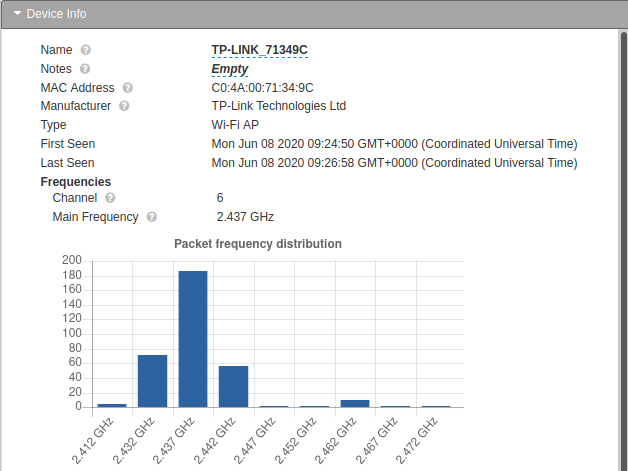 Device Info
Name TP-LINK_71349C
Notes Empty
MAC Address C0:4A:00:71:34:9C
Manufacturer TP-Link Technologies Ltd
Type Wi-Fi AP
First Seen Mon Jun 08 2020 09:24:50 GMT+0000 (Coordinated Universal Time)
Last Seen Mon Jun 08 2020 09:26:58 GMT+0000 (Coordinated Universal Time)
Frequencies
Channel 6
Main Frequency 2.437 GHz
Packet frequency distribution
200
180
160
140
120
100
80
60
40
20
0
2.412 GHz
2.432 GHz
2.437 GHz
2.442 GHz
2.447 GHz
2.452 GHz
2.462 GHz
2.467 GHz
2.472 GHz